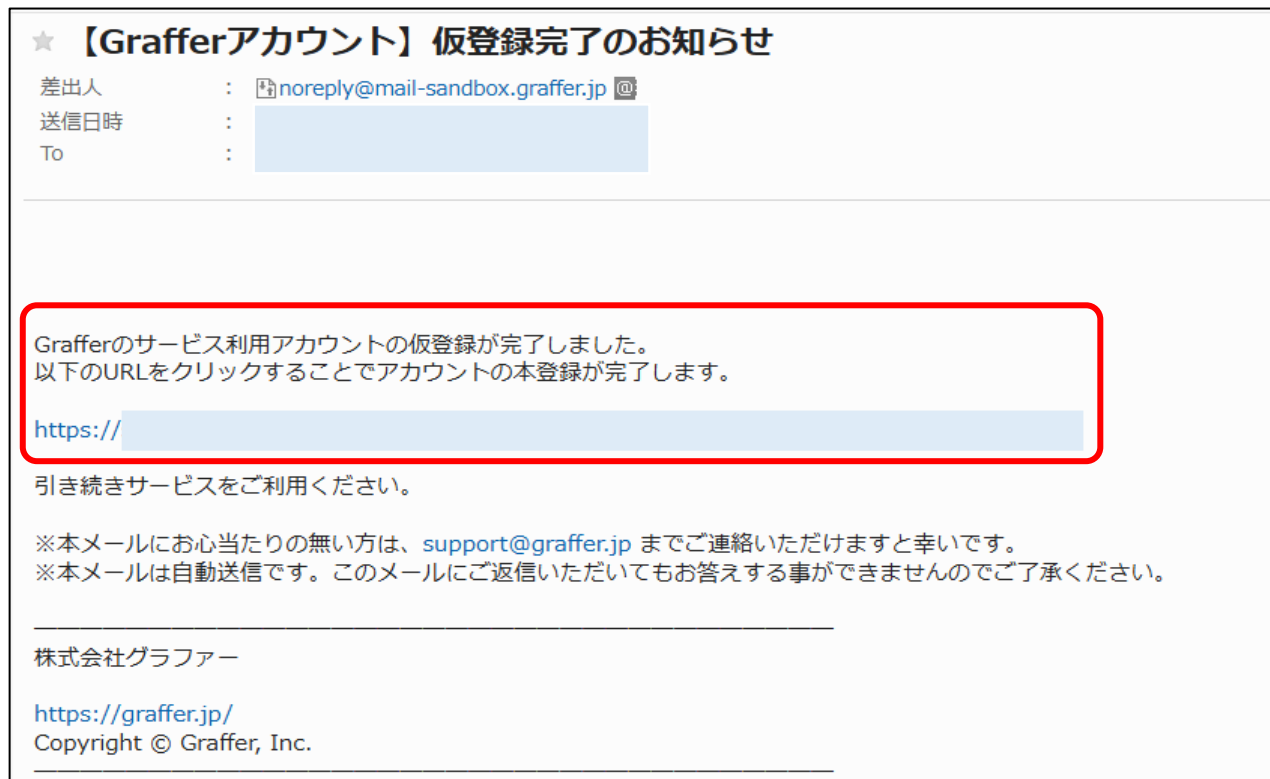 ★ 【Grafferアカウント】仮登録完了のお知らせ
差出人 : noreply@mail-sandbox.graffer.jp @
送信日時 :
To :
Grafferのサービス利用アカウントの仮登録が完了しました。
以下のURLをクリックすることでアカウントの本登録が完了します。
https://
引き続きサービスをご利用ください。
※本メールにお心当たりの無い方は、support@graffer.jp までご連絡いただけますと幸いです。
※本メールは自動送信です。このメールにご返信いただいてもお答えする事ができませんのでご了承ください。
株式会社グラファー
https://graffer.jp/
Copyright © Graffer, Inc.